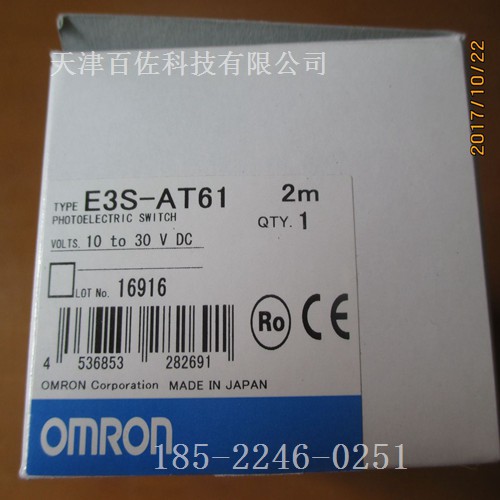 天津百佐科技有限公司
2017/10/22
TYPE E3S-AT61 2m
PHOTOELECTRIC SWITCH
QTY. 1
VOLTS. 10 to 30 V DC
LOT No. 16916
Ro CE
4 536853 282691
OMRON Corporation MADE IN JAPAN
OMRON
185-2246-0251